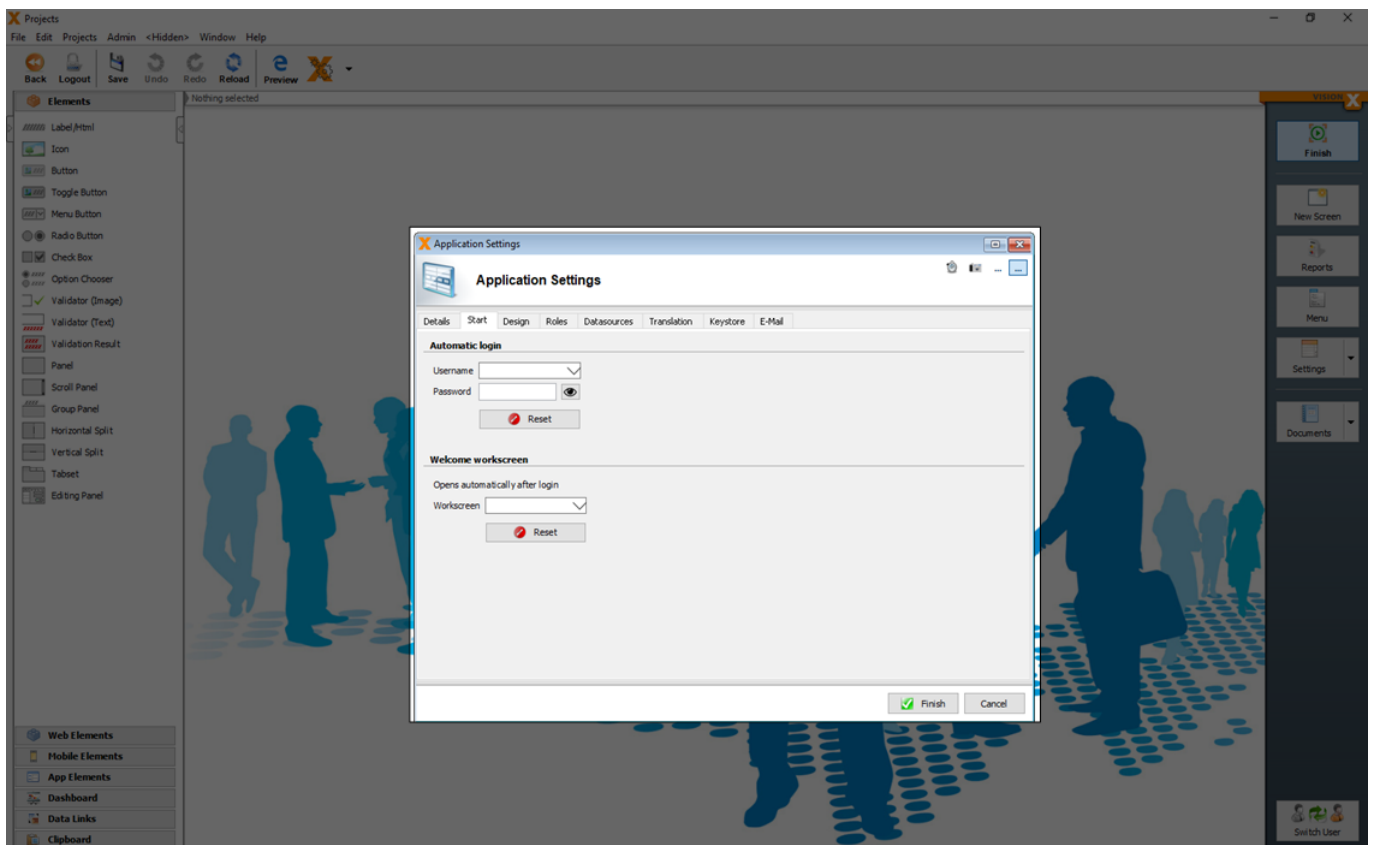 Projects
File Edit Projects Admin <Hidden> Window Help
Back Logout Save Undo Redo Reload Preview
Elements
Nothing selected
Label/Html
Icon
Button
Toggle Button
Menu Button
Radio Button
Check Box
Option Chooser
Validator (Image)
Validator (Text)
Validation Result
Panel
Scroll Panel
Group Panel
Horizontal Split
Vertical Split
Tabset
Editing Panel
Web Elements
Mobile Elements
App Elements
Dashboard
Data Links
Clipboard
Application Settings
Application Settings
Details Start Design Roles Datasources Translation Keystore E-Mail
Automatic login
Username
Password
Reset
Welcome workscreen
Opens automatically after login
Workscreen
Reset
Finish Cancel
VISION X
Finish
New Screen
Reports
Menu
Settings
Documents
Switch User